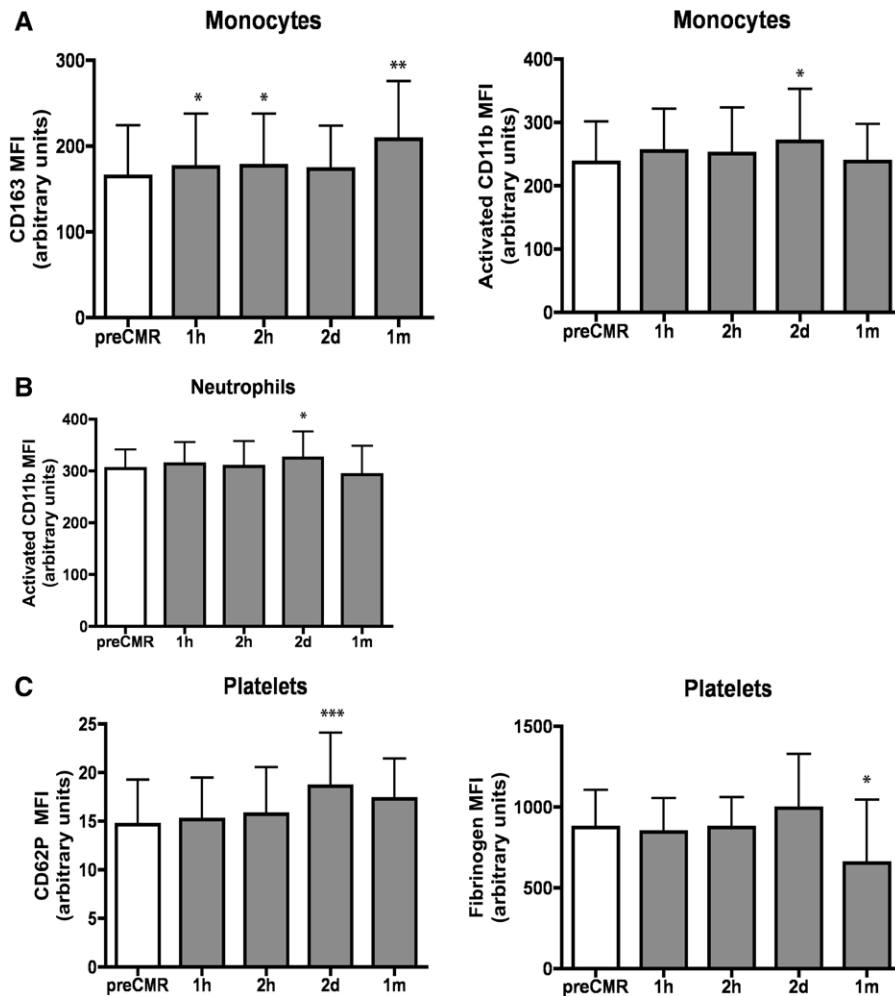 A
Monocytes
CD163 MFI
(arbitrary units)
300
200
100
0
*
*
**
preCMR 1h 2h 2d 1m
Monocytes
Activated CD11b MFI
(arbitrary units)
400
300
200
100
0
*
preCMR 1h 2h 2d 1m
B
Neutrophils
Activated CD11b MFI
(arbitrary units)
400
300
200
100
0
*
preCMR 1h 2h 2d 1m
C
Platelets
CD62P MFI
(arbitrary units)
25
20
15
10
5
0
***
preCMR 1h 2h 2d 1m
Platelets
Fibrinogen MFI
(arbitrary units)
1500
1000
500
0
*
preCMR 1h 2h 2d 1m